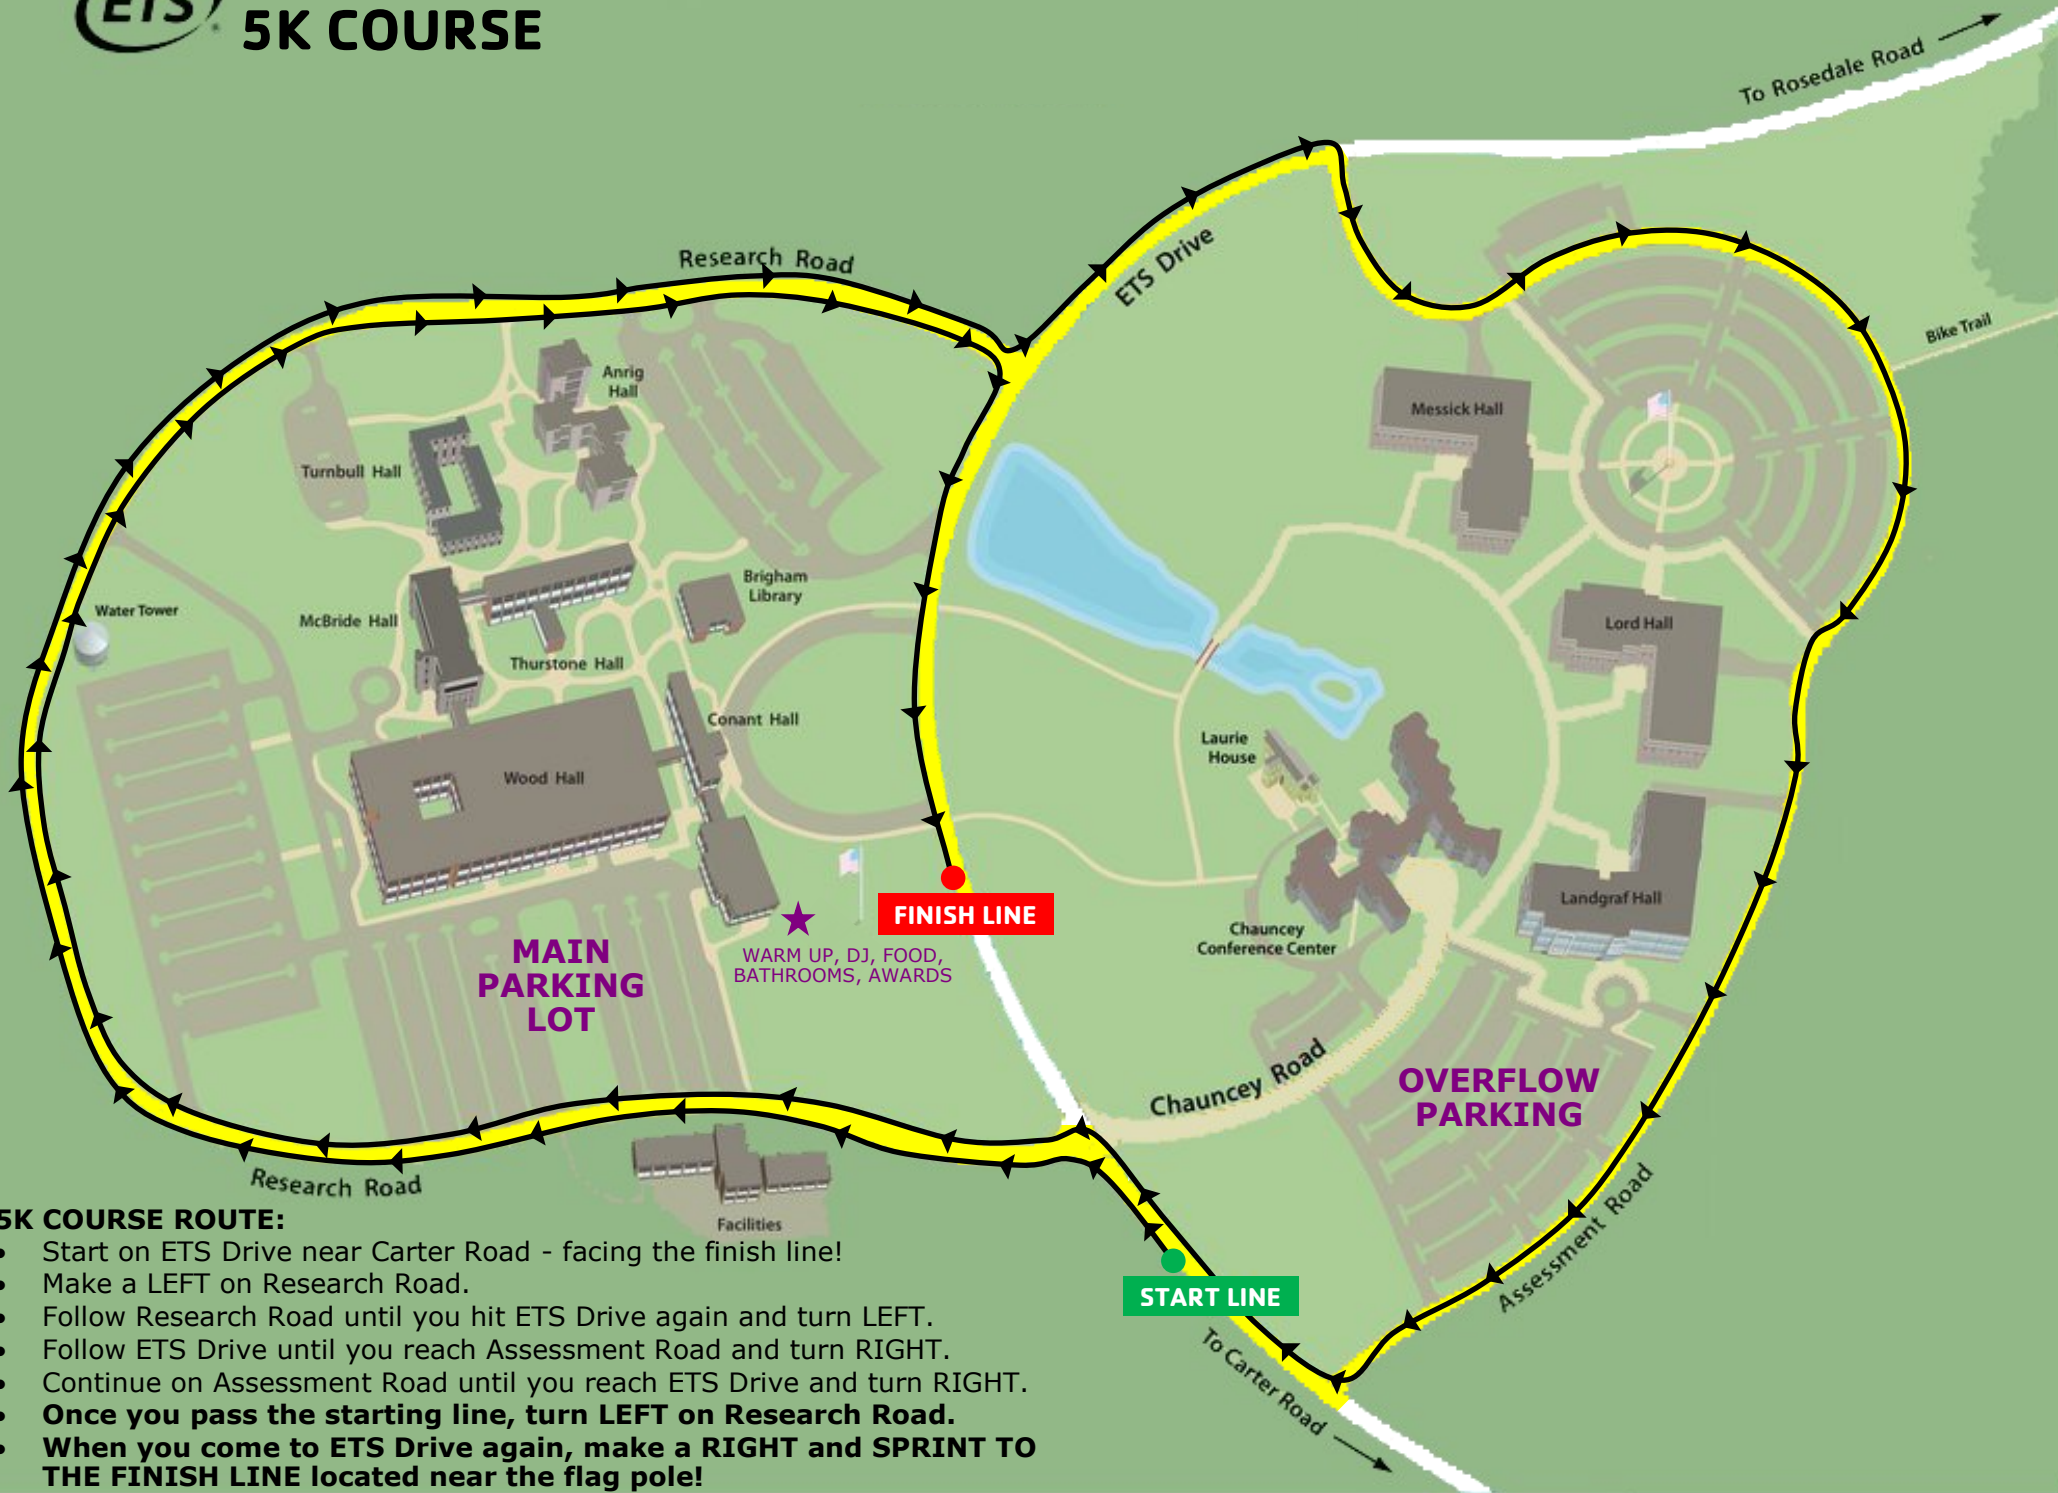 ETS
5K COURSE
To Rosedale Road
Research Road
ETS Drive
Bike Trail
Anrig
Hall
Messick Hall
Turnbull Hall
Brigham
Library
Water Tower
McBride Hall
Lord Hall
Thurstone Hall
Conant Hall
Laurie
House
Wood Hall
Landgraf Hall
FINISH LINE
Chauncey
Conference Center
MAIN
PARKING
LOT
WARM UP, DJ, FOOD,
BATHROOMS, AWARDS
Chauncey Road
OVERFLOW
PARKING
Research Road
Assessment Road
Facilities
START LINE
To Carter Road
5K COURSE ROUTE:
• Start on ETS Drive near Carter Road - facing the finish line!
• Make a LEFT on Research Road.
• Follow Research Road until you hit ETS Drive again and turn LEFT.
• Follow ETS Drive until you reach Assessment Road and turn RIGHT.
• Continue on Assessment Road until you reach ETS Drive and turn RIGHT.
• Once you pass the starting line, turn LEFT on Research Road.
• When you come to ETS Drive again, make a RIGHT and SPRINT TO
THE FINISH LINE located near the flag pole!